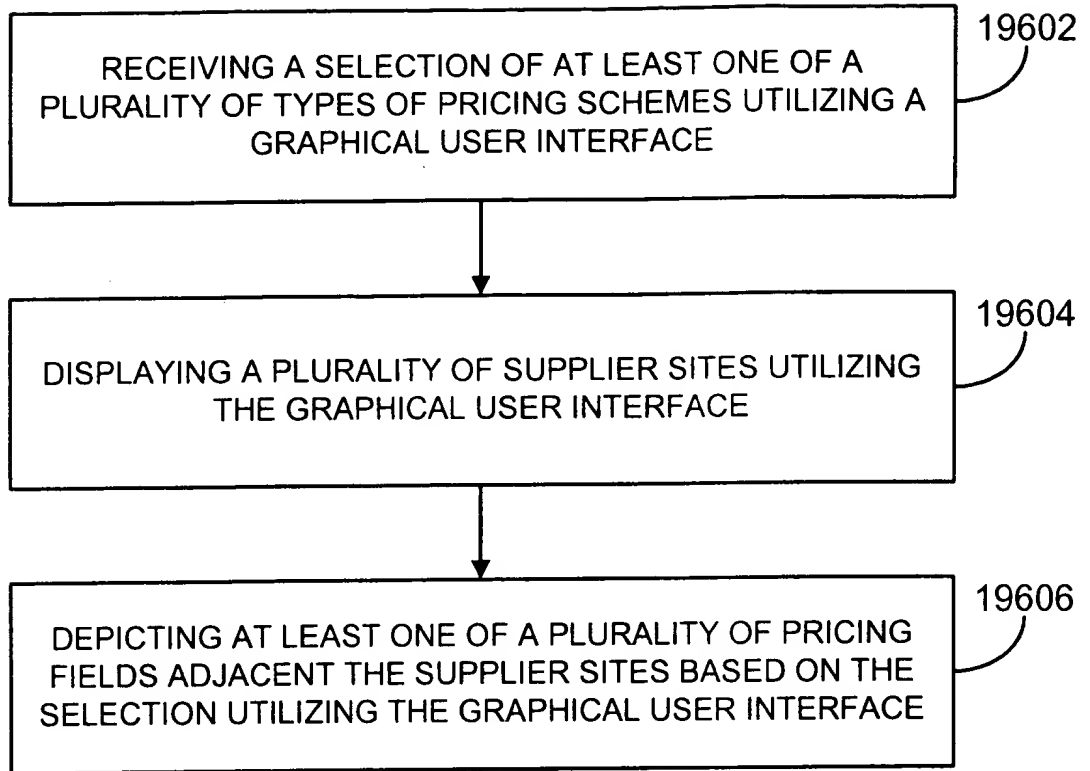 19602
RECEIVING A SELECTION OF AT LEAST ONE OF A
PLURALITY OF TYPES OF PRICING SCHEMES UTILIZING A
GRAPHICAL USER INTERFACE
19604
DISPLAYING A PLURALITY OF SUPPLIER SITES UTILIZING
THE GRAPHICAL USER INTERFACE
19606
DEPICTING AT LEAST ONE OF A PLURALITY OF PRICING
FIELDS ADJACENT THE SUPPLIER SITES BASED ON THE
SELECTION UTILIZING THE GRAPHICAL USER INTERFACE